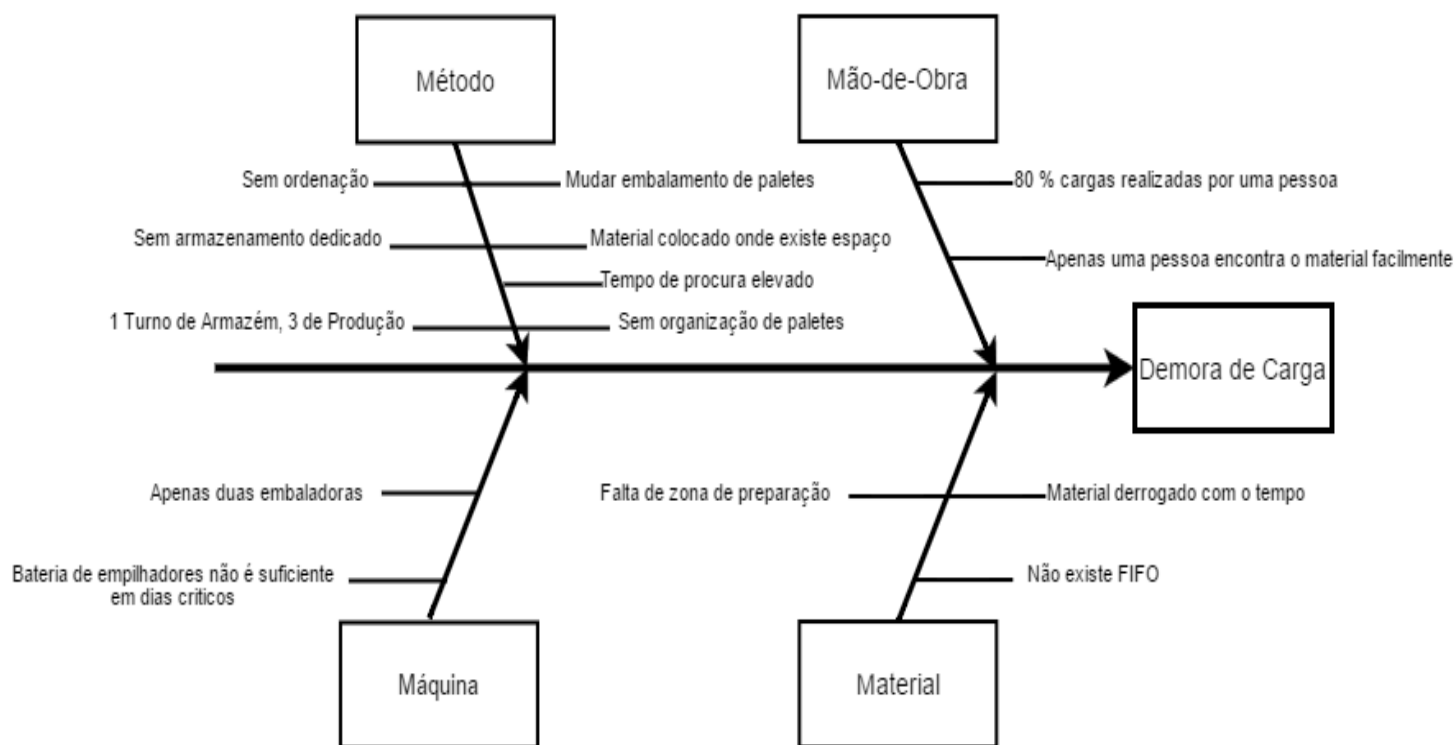 Método
Mão-de-Obra
Sem ordenação
Mudar embalamento de paletes
80 % cargas realizadas por uma pessoa
Sem armazenamento dedicado
Material colocado onde existe espaço
Apenas uma pessoa encontra o material facilmente
Tempo de procura elevado
1 Turno de Armazém, 3 de Produção
Sem organização de paletes
Demora de Carga
Apenas duas embaladoras
Falta de zona de preparação
Material derrogado com o tempo
Bateria de empilhadores não é suficiente
em dias criticos
Não existe FIFO
Máquina
Material